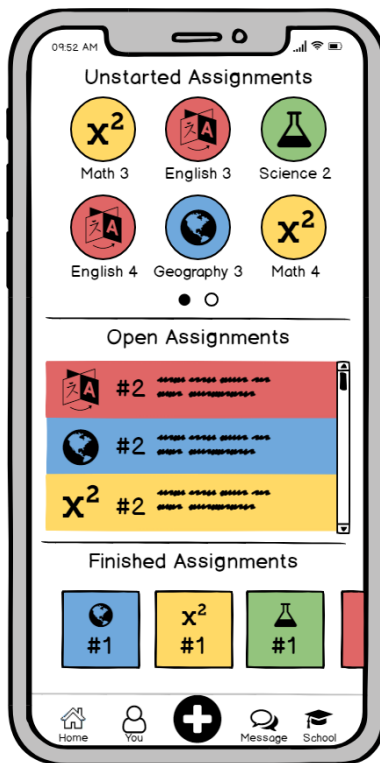 09:52 AM
Unstarted Assignments
x²
Math 3
A
English 3
Science 2
A
English 4
Geography 3
x²
Math 4
Open Assignments
A #2
#2
x² #2
Finished Assignments
#1
x²
#1
#1
Home
You
Message
School